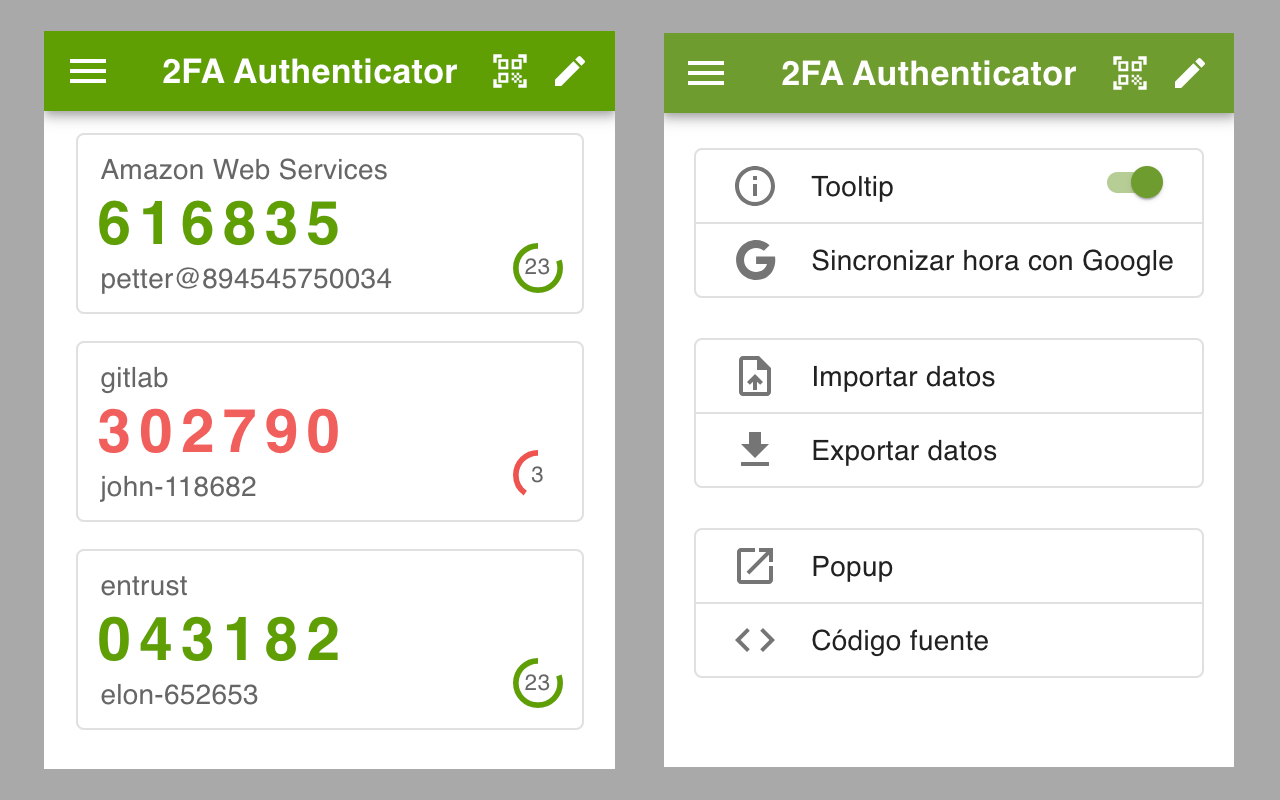 2FA Authenticator
Amazon Web Services
616835
petter@894545750034
23
gitlab
302790
john-118682
3
entrust
043182
elon-652653
23
2FA Authenticator
Tooltip
Sincronizar hora con Google
Importar datos
Exportar datos
Popup
Código fuente